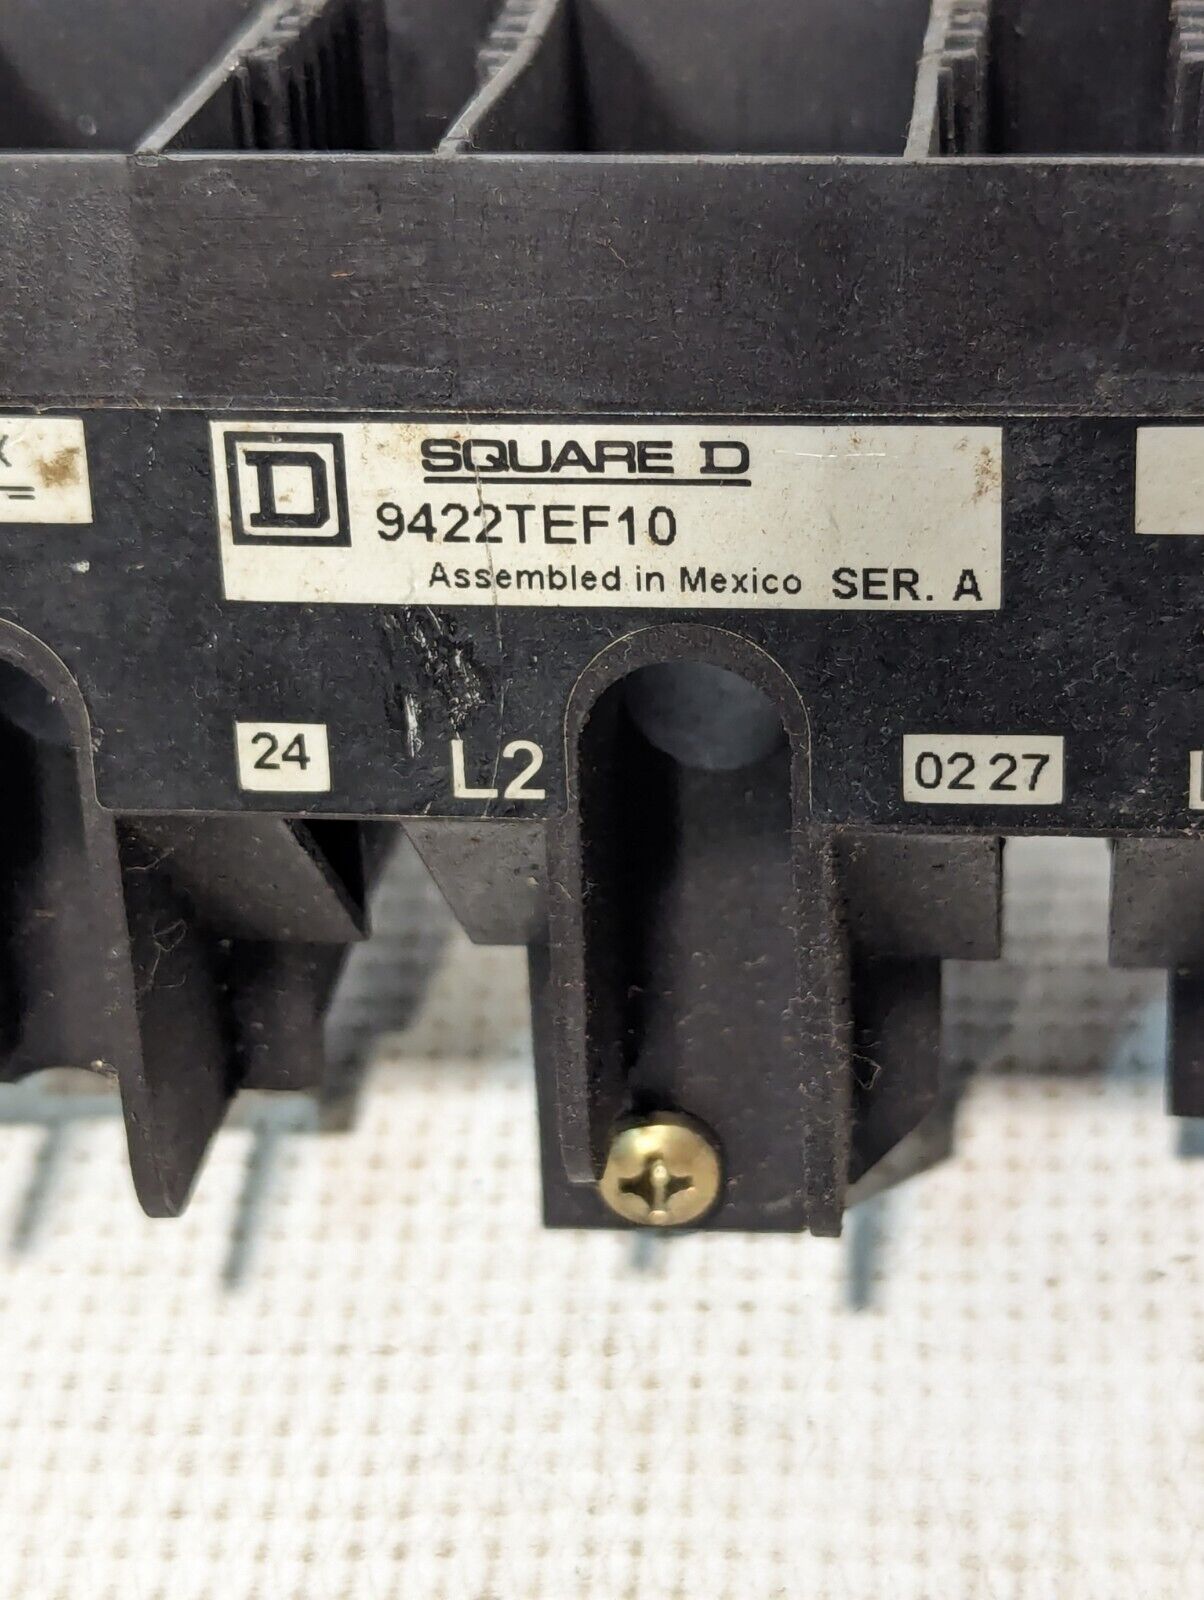 D SQUARE D
9422TEF10
Assembled in Mexico SER. A
24
L2
02 27